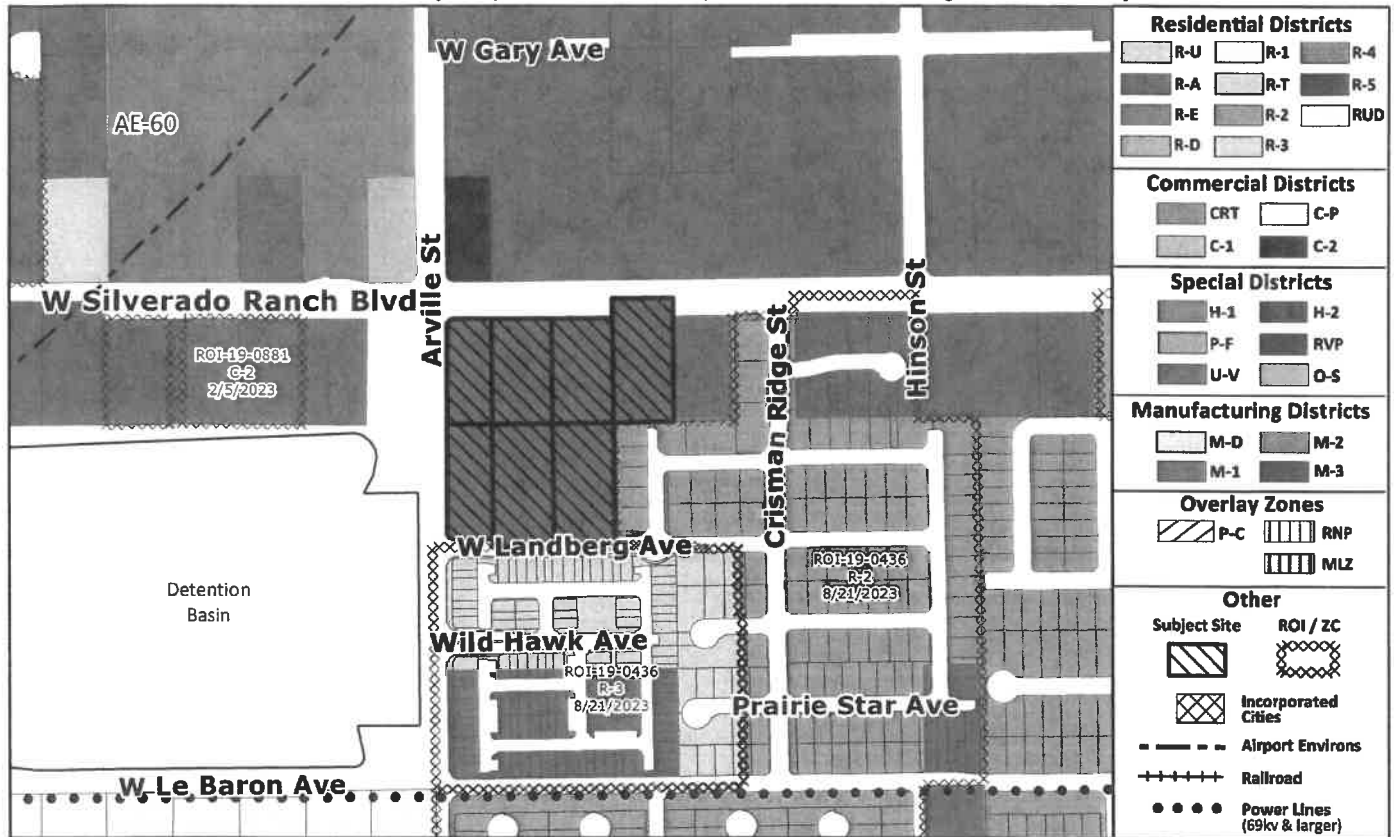 W Gary Ave
AE-60
Arville St
Hinson St
W Silverado Ranch Blvd
ROI-19-0881
C-2
2/5/2023
Crisman Ridge St
W Landberg Ave
ROI-19-0436
R-2
8/21/2023
Detention
Basin
Wild Hawk Ave
ROI-19-0436
R-3
8/21/2023
Prairie Star Ave
W Le Baron Ave
Residential Districts
R-U R-1 R-4
R-A R-T R-5
R-E R-2 RUD
R-D R-3
Commercial Districts
CRT C-P
C-1 C-2
Special Districts
H-1 H-2
P-F RVP
U-V O-S
Manufacturing Districts
M-D M-2
M-1 M-3
Overlay Zones
P-C RNP
MLZ
Other
Subject Site ROI / ZC
Incorporated
Cities
Airport Environs
Railroad
Power Lines
(69kv & larger)